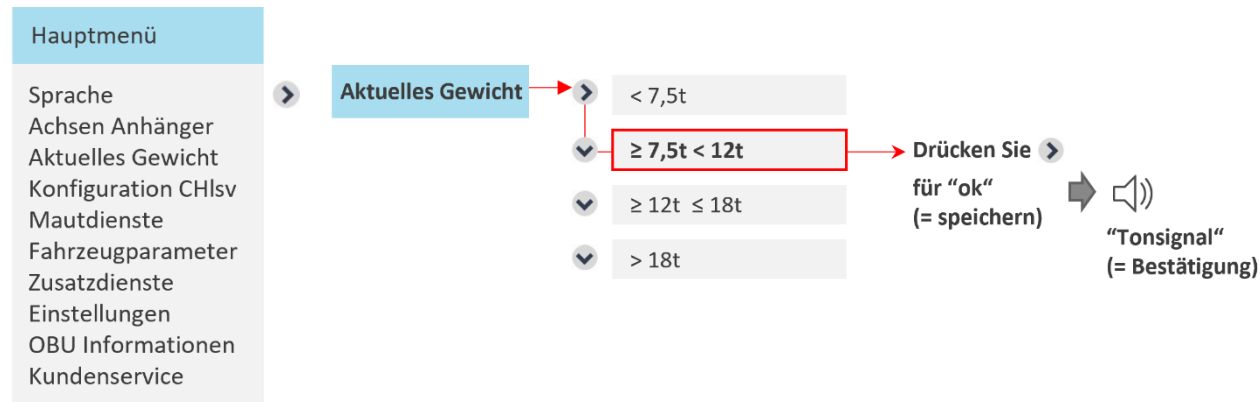 Hauptmenü
Sprache
Achsen Anhänger
Aktuelles Gewicht
Konfiguration CHlsv
Mautdienste
Fahrzeugparameter
Zusatzdienste
Einstellungen
OBU Informationen
Kundenservice
Aktuelles Gewicht
< 7,5t
≥ 7,5t < 12t
≥ 12t ≤ 18t
> 18t
Drücken Sie
für “ok“
(= speichern)
“Tonsignal“
(= Bestätigung)